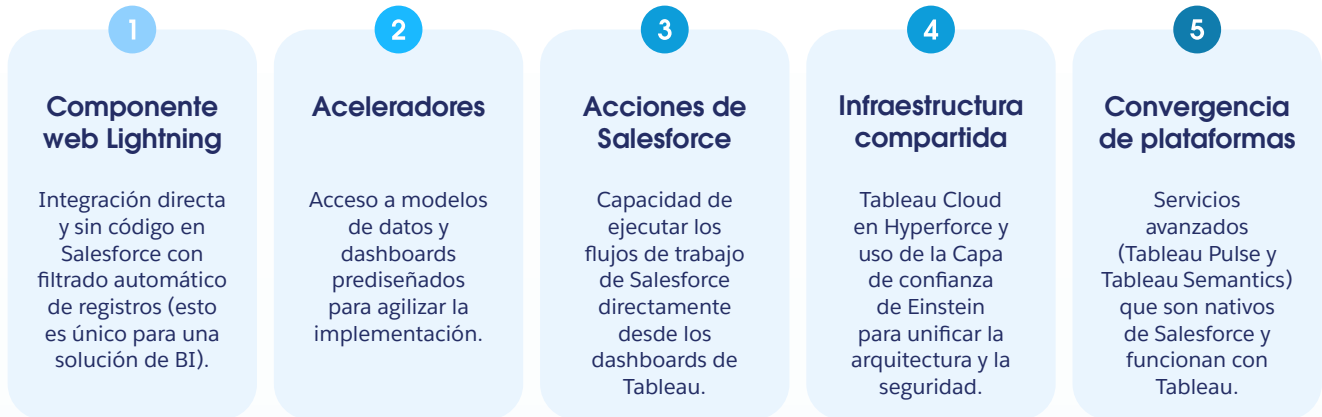 1
Componente
web Lightning
Integración directa
y sin código en
Salesforce con
filtrado automático
de registros (esto
es único para una
solución de BI).
2
Aceleradores
Acceso a modelos
de datos y
dashboards
prediseñados
para agilizar la
implementación.
3
Acciones de
Salesforce
Capacidad de
ejecutar los
flujos de trabajo
de Salesforce
directamente
desde los
dashboards de
Tableau.
4
Infraestructura
compartida
Tableau Cloud
en Hyperforce y
uso de la Capa
de confianza
de Einstein
para unificar la
arquitectura y la
seguridad.
5
Convergencia
de plataformas
Servicios
avanzados
(Tableau Pulse y
Tableau Semantics)
que son nativos
de Salesforce y
funcionan con
Tableau.